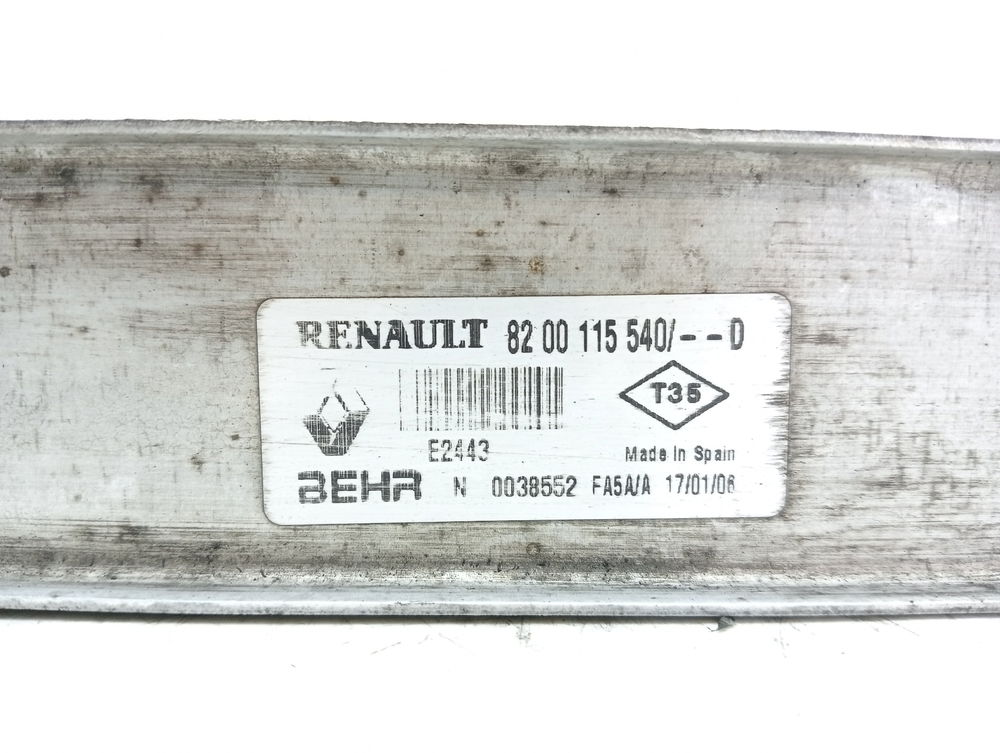 RENAULT 82 00 115 540/--D
T35
E2443
Made In Spain
BEHR N 0038552 FA5A/A 17/01/06